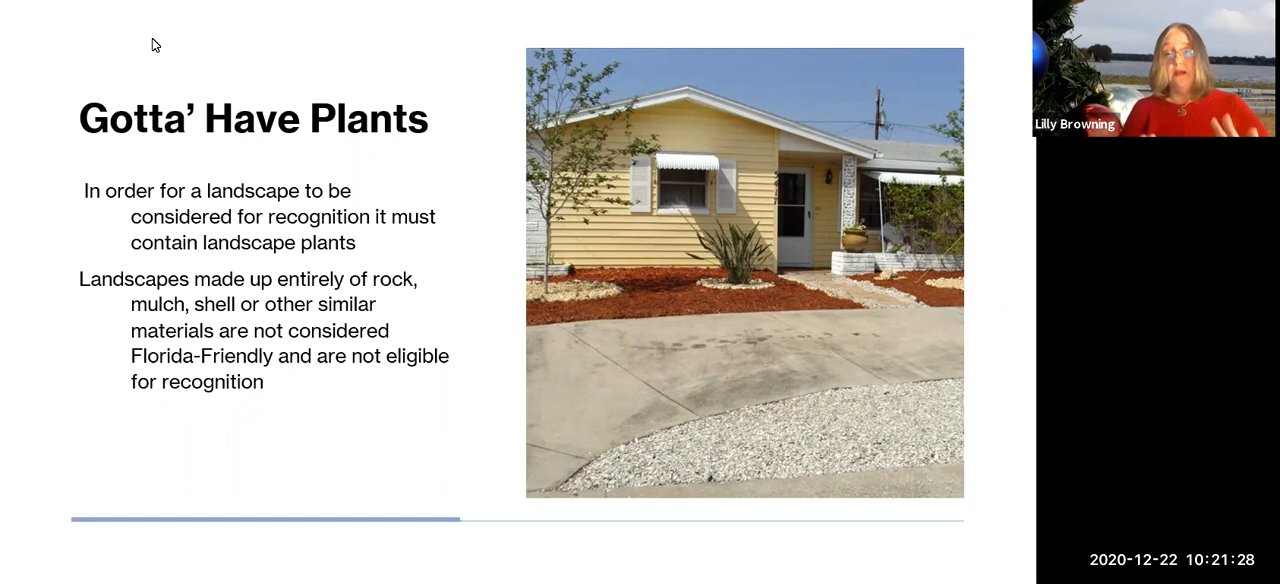 Gotta’ Have Plants
In order for a landscape to be
considered for recognition it must
contain landscape plants
Landscapes made up entirely of rock,
mulch, shell or other similar
materials are not considered
Florida-Friendly and are not eligible
for recognition
Lilly Browning
2020-12-22 10:21:28